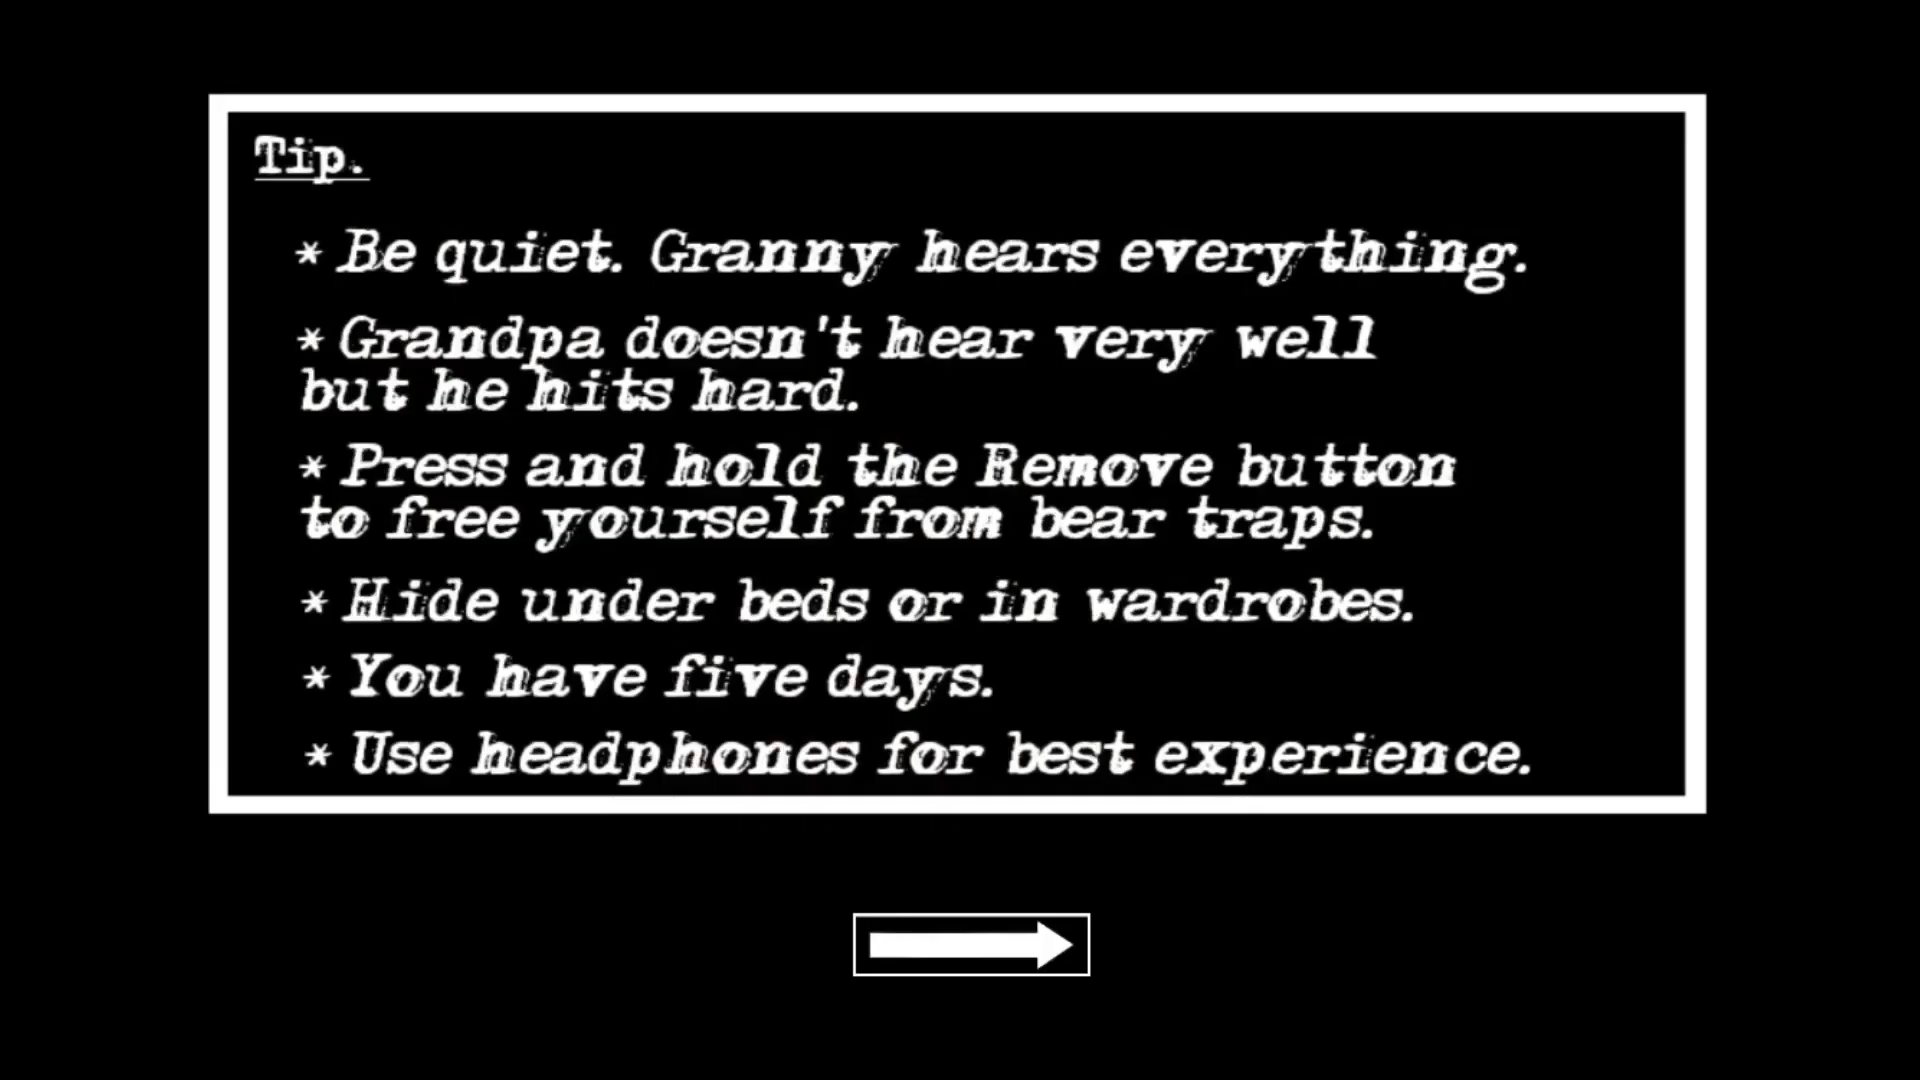 Tip.
* Be quiet. Granny hears everything.
* Grandpa doesn't hear very well
but he hits hard.
* Press and hold the Remove button
to free yourself from bear traps.
* Hide under beds or in wardrobes.
* You have five days.
* Use headphones for best experience.